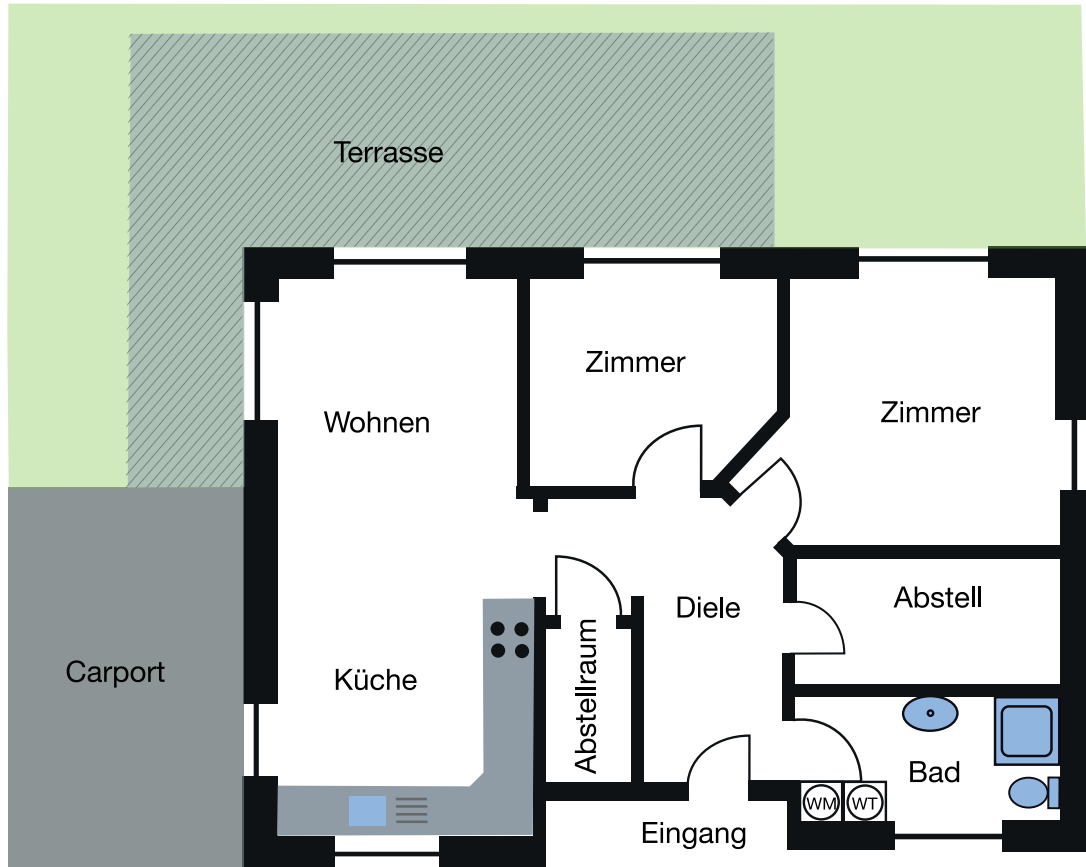 Terrasse
Zimmer
Zimmer
Wohnen
Abstell
Diele
Abstellraum
Carport
Küche
Bad
WM
WT
Eingang